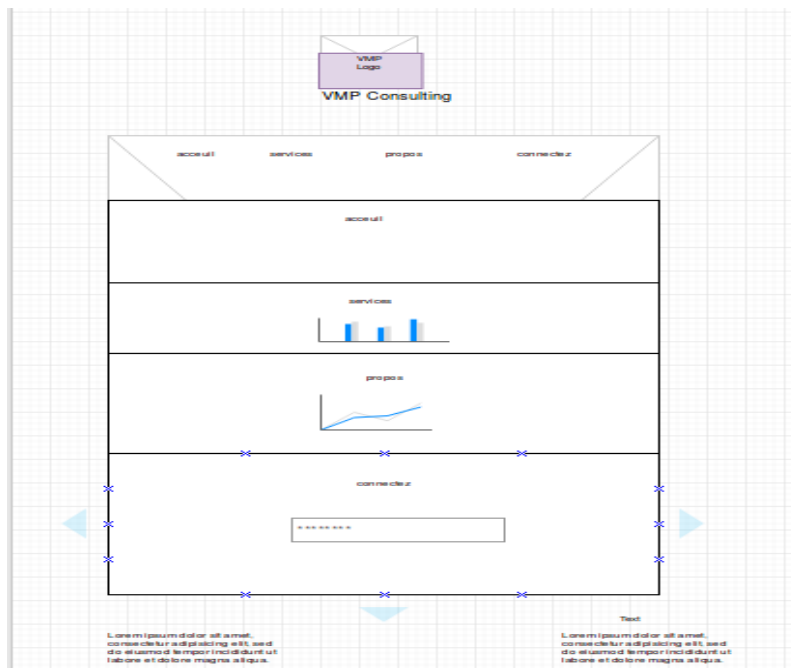 VMP
Logo
VMP Consulting
acceuil services propos connectez
acceuil
services
propos
connectez
********
Text
Lorem ipsum dolor sit amet,
consectetur adipisicing elit, sed
do eiusmod tempor incididunt ut
labore et dolore magna aliqua.
Lorem ipsum dolor sit amet,
consectetur adipisicing elit, sed
do eiusmod tempor incididunt ut
labore et dolore magna aliqua.